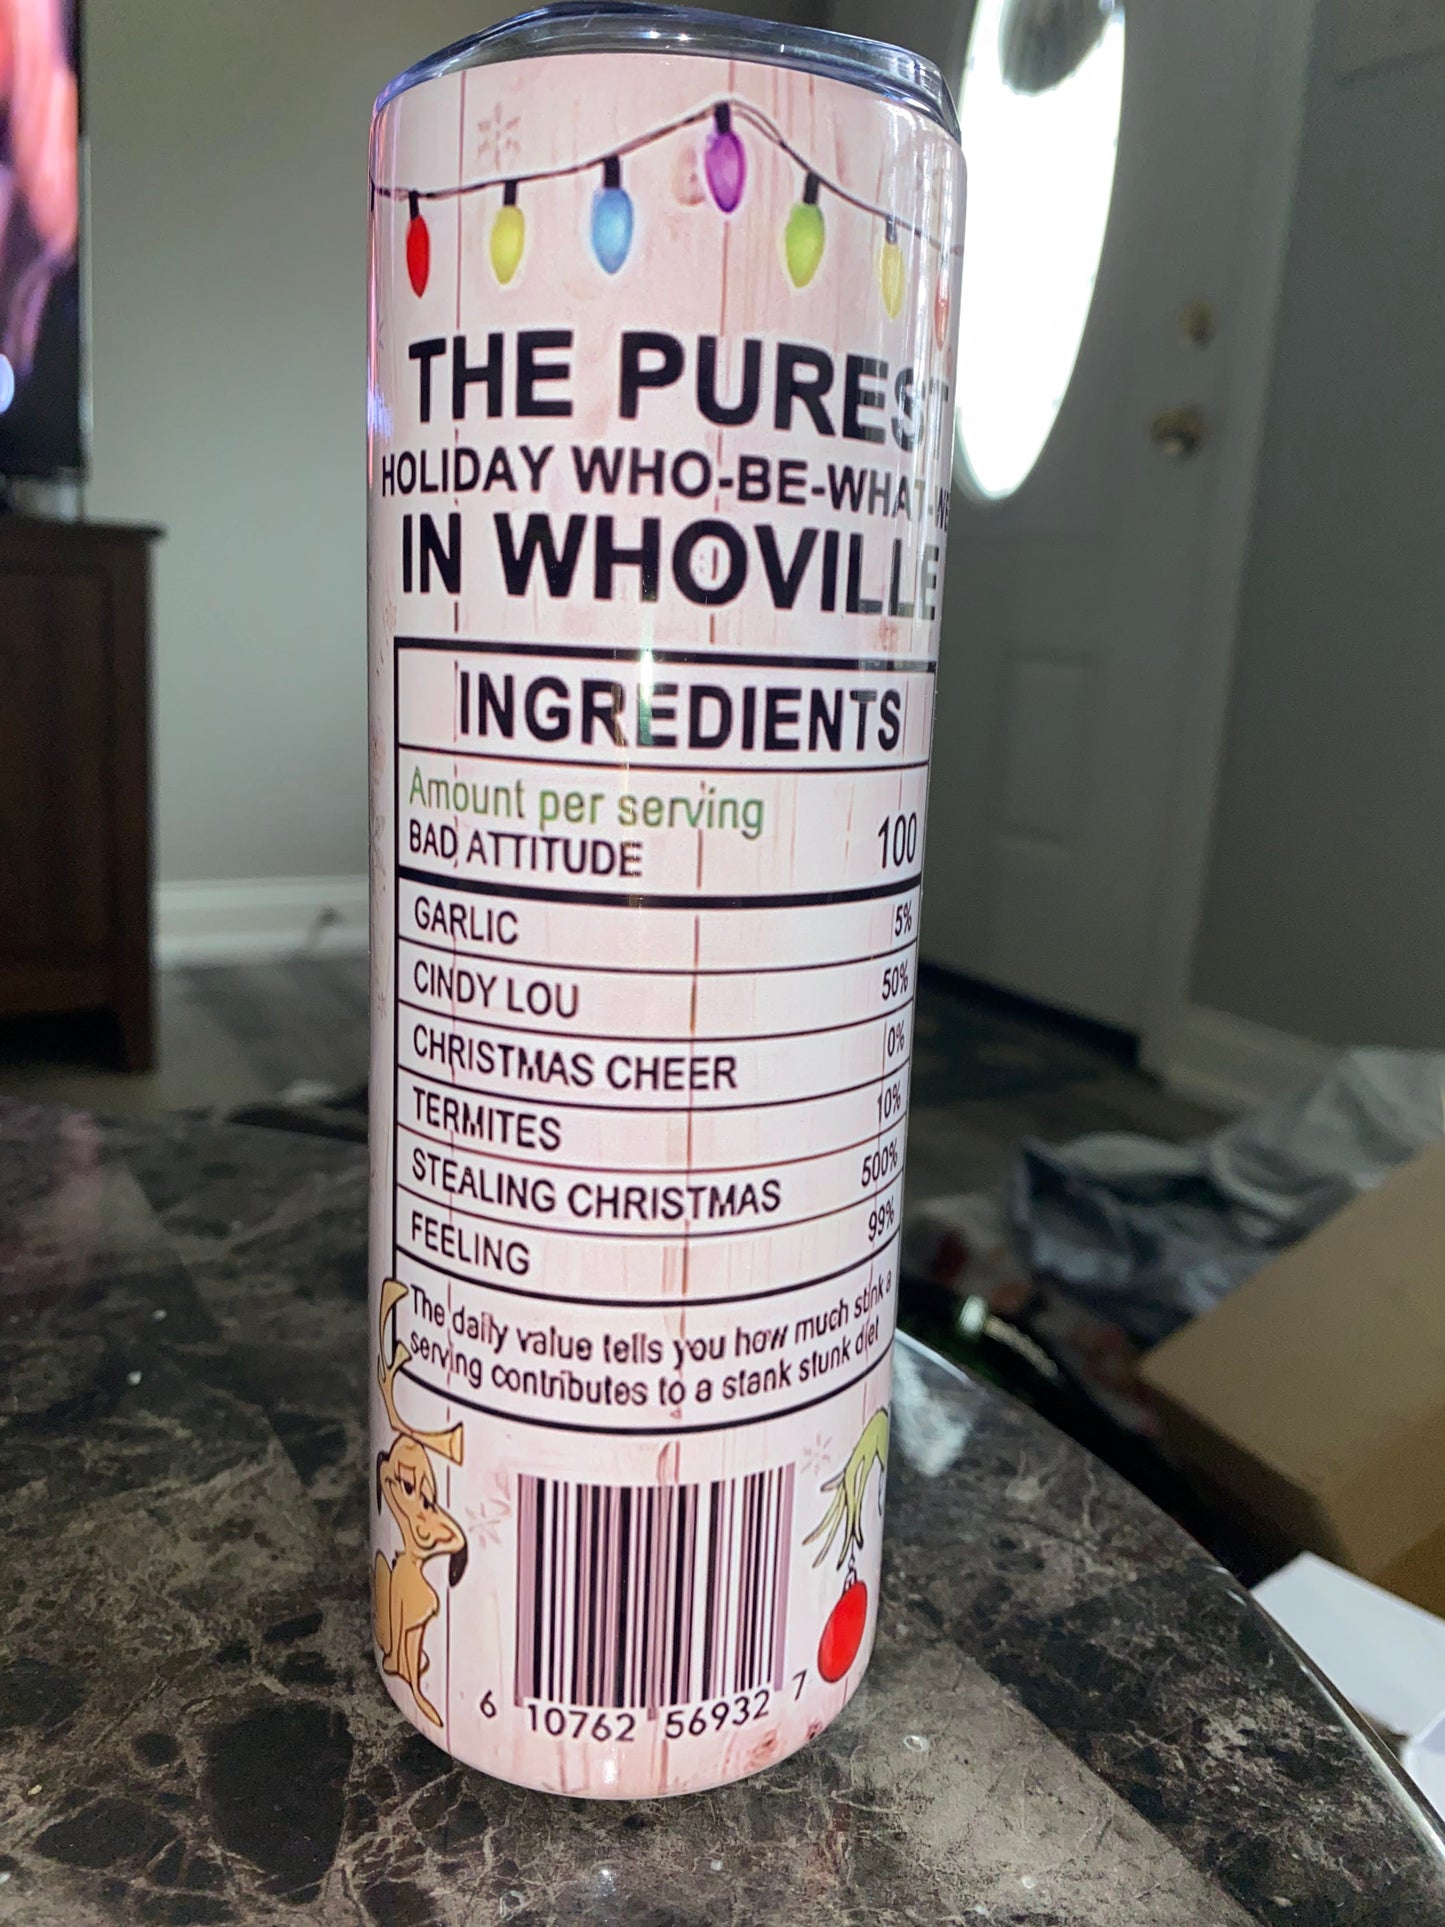 THE PUREST
HOLIDAY WHO-BE-WHAT-
IN WHOVILLE
INGREDIENTS
Amount per serving
BAD ATTITUDE 100
GARLIC 5%
CINDY LOU 50%
CHRISTMAS CHEER 0%
TERMITES 10%
STEALING CHRISTMAS 500%
FEELING 99%
The daily value tells you how much stink a
serving contributes to a stank stunk diet
6 10762 56932 7